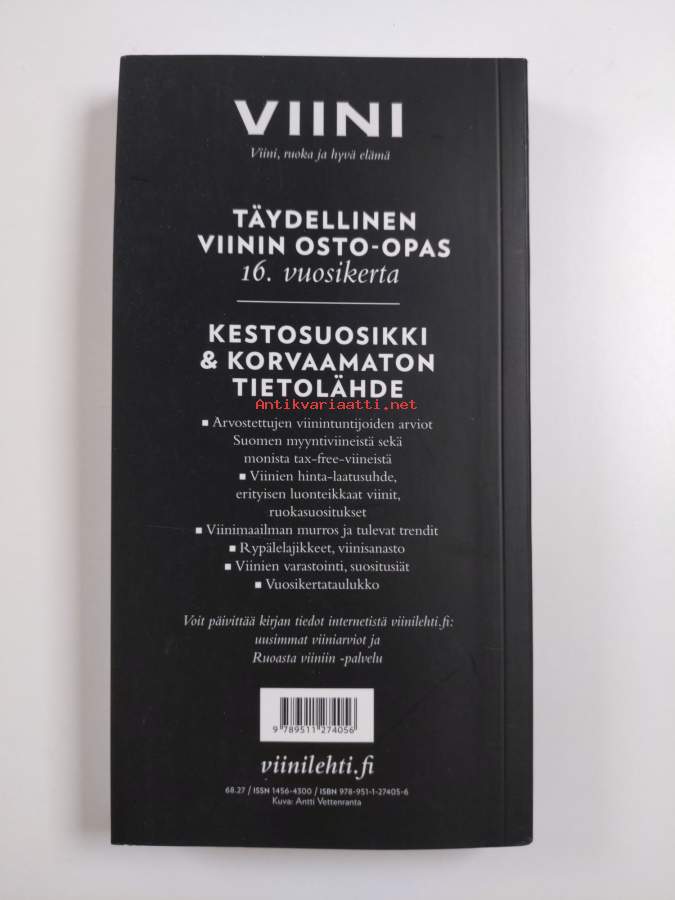 VIINI
Viini, ruoka ja hyvä elämä
TÄYDELLINEN
VIININ OSTO-OPAS
16. vuosikerta
KESTOSUOSIKKI
& KORVAAMATON
TIETOLÄHDE
Antikvariaatti.net
▪ Arvostettujen viinintuntijoiden arviot
Suomen myyntiviineistä sekä
monista tax-free-viineistä
▪ Viinien hinta-laatusuhde,
erityisen luonteikkaat viinit,
ruokasuositukset
▪ Viinimaailman murros ja tulevat trendit
▪ Rypälelajikkeet, viinisanasto
▪ Viinien varastointi, suositusiät
▪ Vuosikertataulukko
Voit päivittää kirjan tiedot internetistä viinilehti.fi:
uusimmat viiniarviot ja
Ruoasta viiniin -palvelu
9 789511 274056
viinilehti.fi
68.27 / ISSN 1456-4300 / ISBN 978-951-1-27405-6
Kuva: Antti Vettenranta